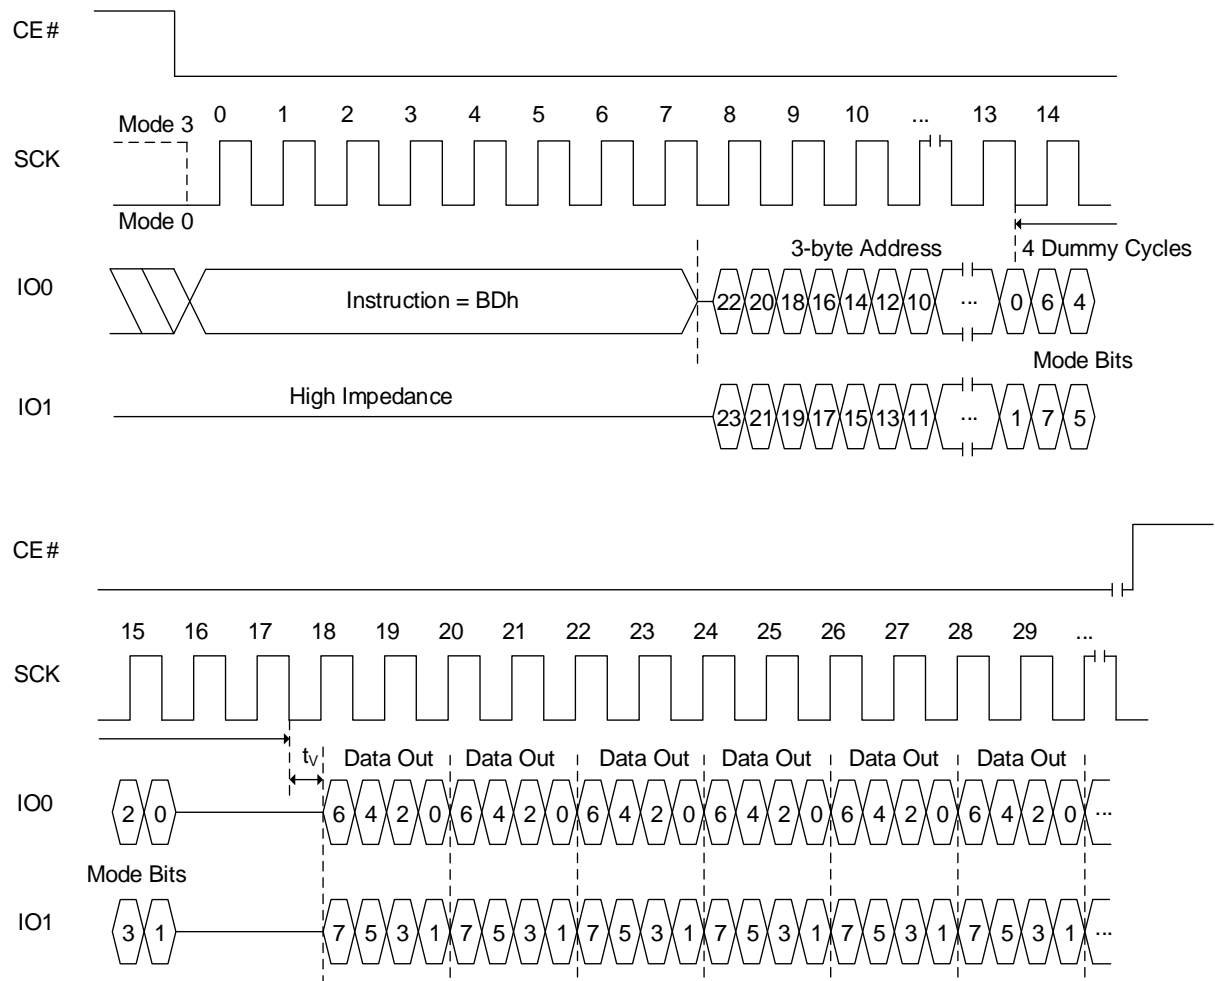 CE#
0 1 2 3 4 5 6 7 8 9 10 ... 13 14
Mode 3
SCK
Mode 0
3-byte Address 4 Dummy Cycles
IO0
Instruction = BDh
22 20 18 16 14 12 10 ... 0 6 4
Mode Bits
IO1
High Impedance
23 21 19 17 15 13 11 ... 1 7 5
CE#
15 16 17 18 19 20 21 22 23 24 25 26 27 28 29 ...
SCK
tV Data Out Data Out Data Out Data Out Data Out Data Out
IO0
2 0 6 4 2 0 6 4 2 0 6 4 2 0 6 4 2 0 6 4 2 0 6 4 2 0 ...
Mode Bits
IO1
3 1 7 5 3 1 7 5 3 1 7 5 3 1 7 5 3 1 7 5 3 1 7 5 3 1 ...